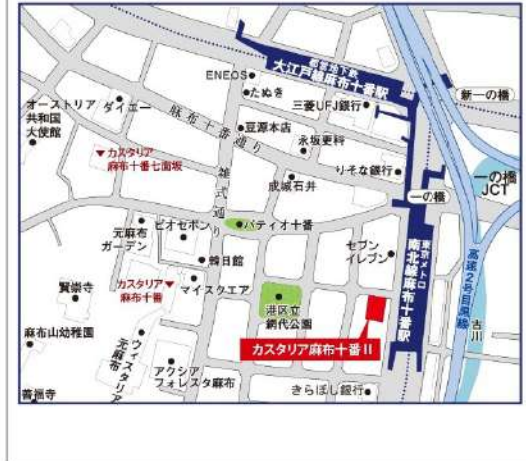 都営地下鉄
大江戸線麻布十番駅
ENEOS
たぬき
オーストリア
共和国
大使館
ダイエー
三菱UFJ銀行
新一の橋
麻布十番通り
豆源本店
永坂更科
▼カスタリア
麻布十番七面坂
雑式通り
りそな銀行
成城石井
一の橋
一の橋
JCT
パティオ十番
元麻布
ガーデン
ビオセボン
韓日館
セブン
イレブン
東京メトロ
南北線麻布十番駅
高速2号目黒線
古川
賢崇寺
カスタリア▼
麻布十番
マイスクエア
港区立
網代公園
麻布山幼稚園
ウィスタリア
元麻布
カスタリア麻布十番Ⅱ
アクシア
フォレスタ麻布
きらぼし銀行
善福寺